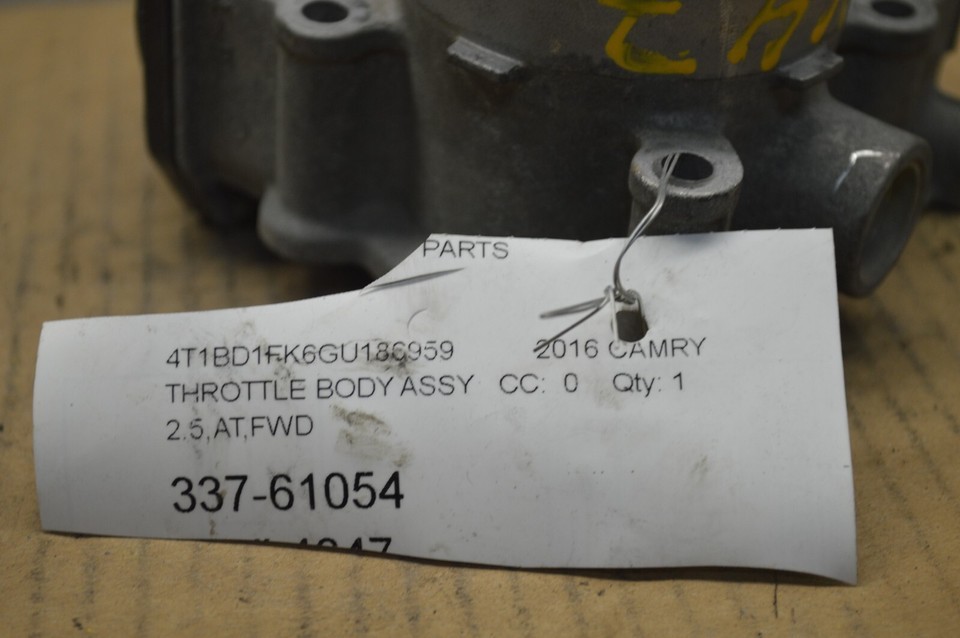 PARTS
4T1BD1FK6GU186959 2016 CAMRY
THROTTLE BODY ASSY CC: 0 Qty: 1
2.5,AT,FWD
337-61054